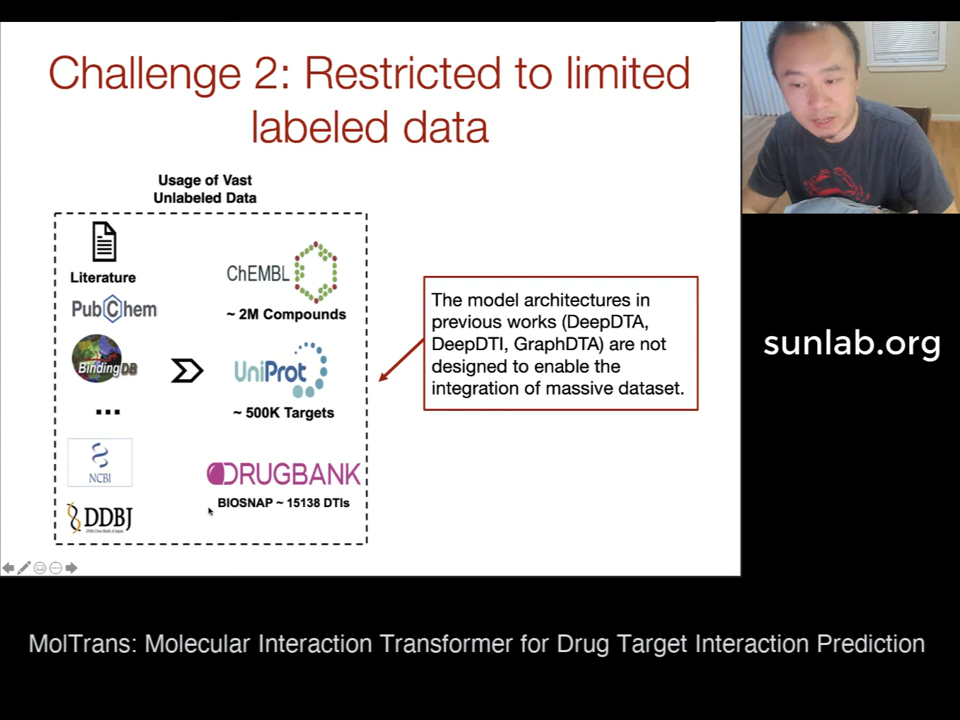 Challenge 2: Restricted to limited
labeled data
Usage of Vast
Unlabeled Data
Literature
PubChem
BindingDB
...
NCBI
DDBJ
ChEMBL
~ 2M Compounds
UniProt
~ 500K Targets
DRUGBANK
BIOSNAP ~ 15138 DTIs
The model architectures in
previous works (DeepDTA,
DeepDTI, GraphDTA) are not
designed to enable the
integration of massive dataset.
sunlab.org
MolTrans: Molecular Interaction Transformer for Drug Target Interaction Prediction